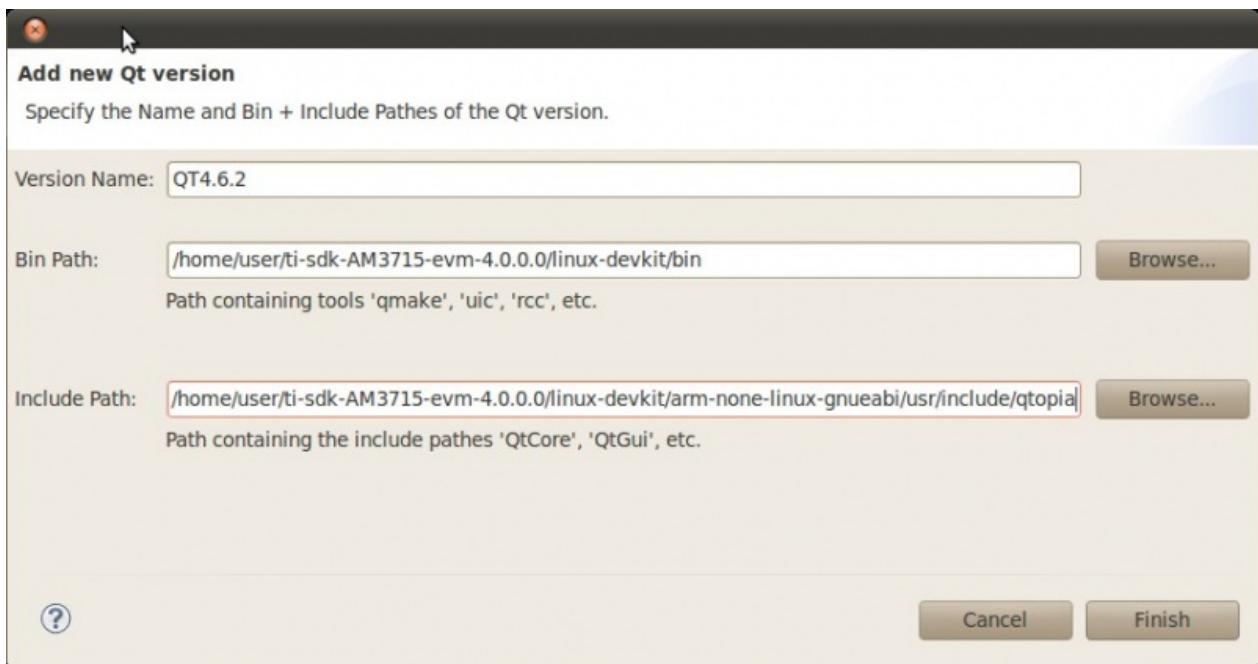 Add new Qt version
Specify the Name and Bin + Include Pathes of the Qt version.
Version Name: QT4.6.2
Bin Path: /home/user/ti-sdk-AM3715-evm-4.0.0.0/linux-devkit/bin Browse...
Path containing tools 'qmake', 'uic', 'rcc', etc.
Include Path: /home/user/ti-sdk-AM3715-evm-4.0.0.0/linux-devkit/arm-none-linux-gnueabi/usr/include/qtopia Browse...
Path containing the include pathes 'QtCore', 'QtGui', etc.
? Cancel Finish